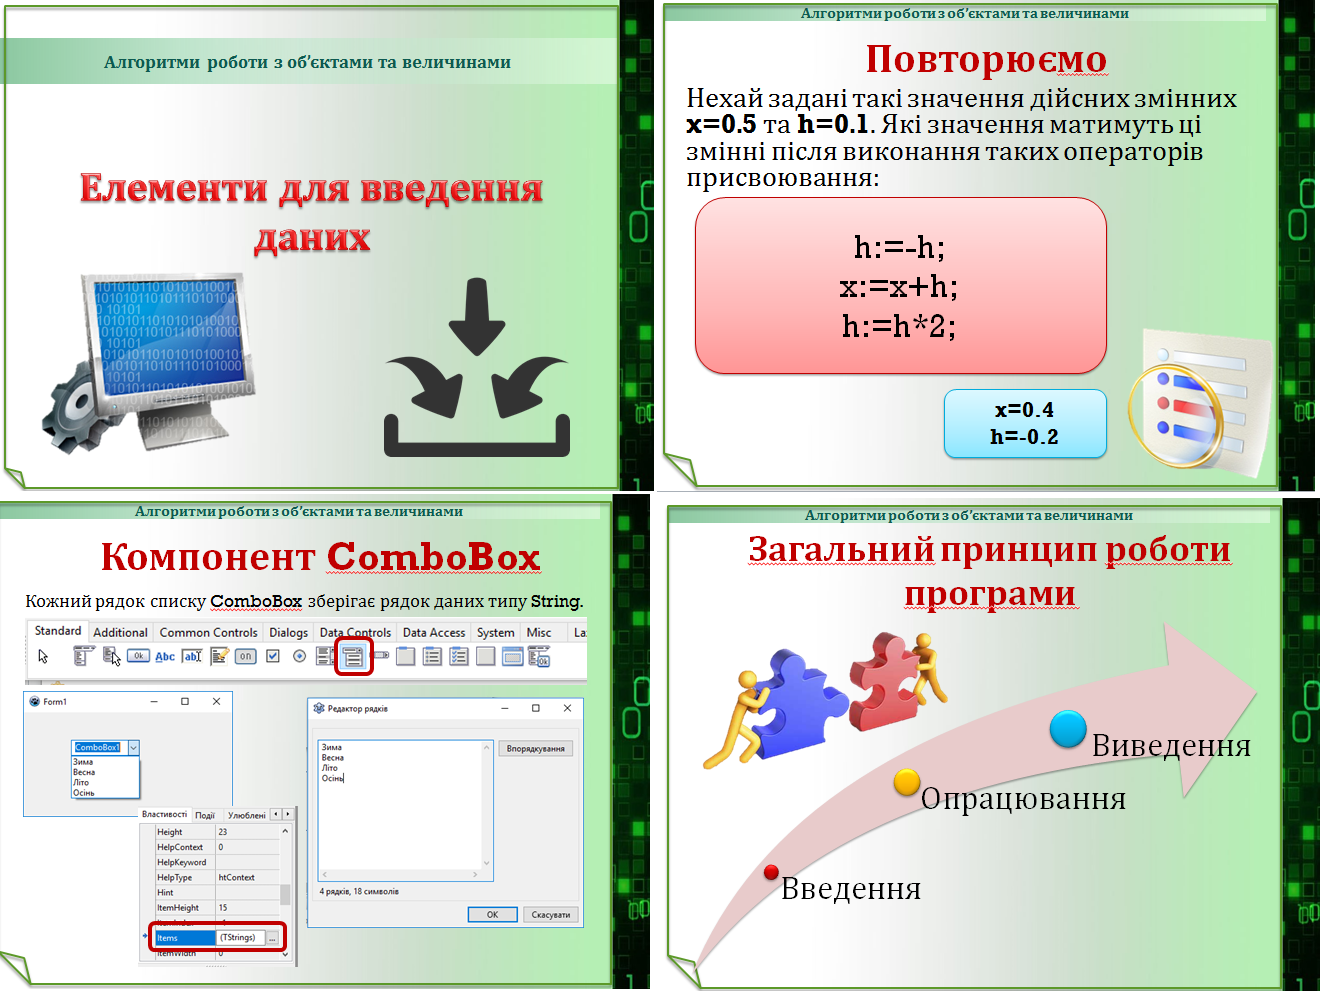 Алгоритми роботи з об'єктами та величинами
Елементи для введення
даних
Алгоритми роботи з об'єктами та величинами
Повторюємо
Нехай задані такі значення дійсних змінних
x=0.5 та h=0.1. Які значення матимуть ці
змінні після виконання таких операторів
присвоювання:
h:=-h;
x:=x+h;
h:=h*2;
x=0.4
h=-0.2
Алгоритми роботи з об'єктами та величинами
Компонент ComboBox
Кожний рядок списку ComboBox зберігає рядок даних типу String.
Standard Additional Common Controls Dialogs Data Controls Data Access System Misc La
Ok Abc ab on Ok
Form1
ComboBox1
Зима
Весна
Літо
Осінь
Властивості Події Улюблені
Height 23
HelpContext 0
HelpKeyword
HelpType htContext
Hint
ItemHeight 15
Items (TStrings) ...
ItemWidth 0
Редактор рядків
Зима
Весна
Літо
Осінь
Впорядкування
4 рядків, 18 символів
OK Скасувати
Алгоритми роботи з об'єктами та величинами
Загальний принцип роботи
програми
Виведення
Опрацювання
Введення